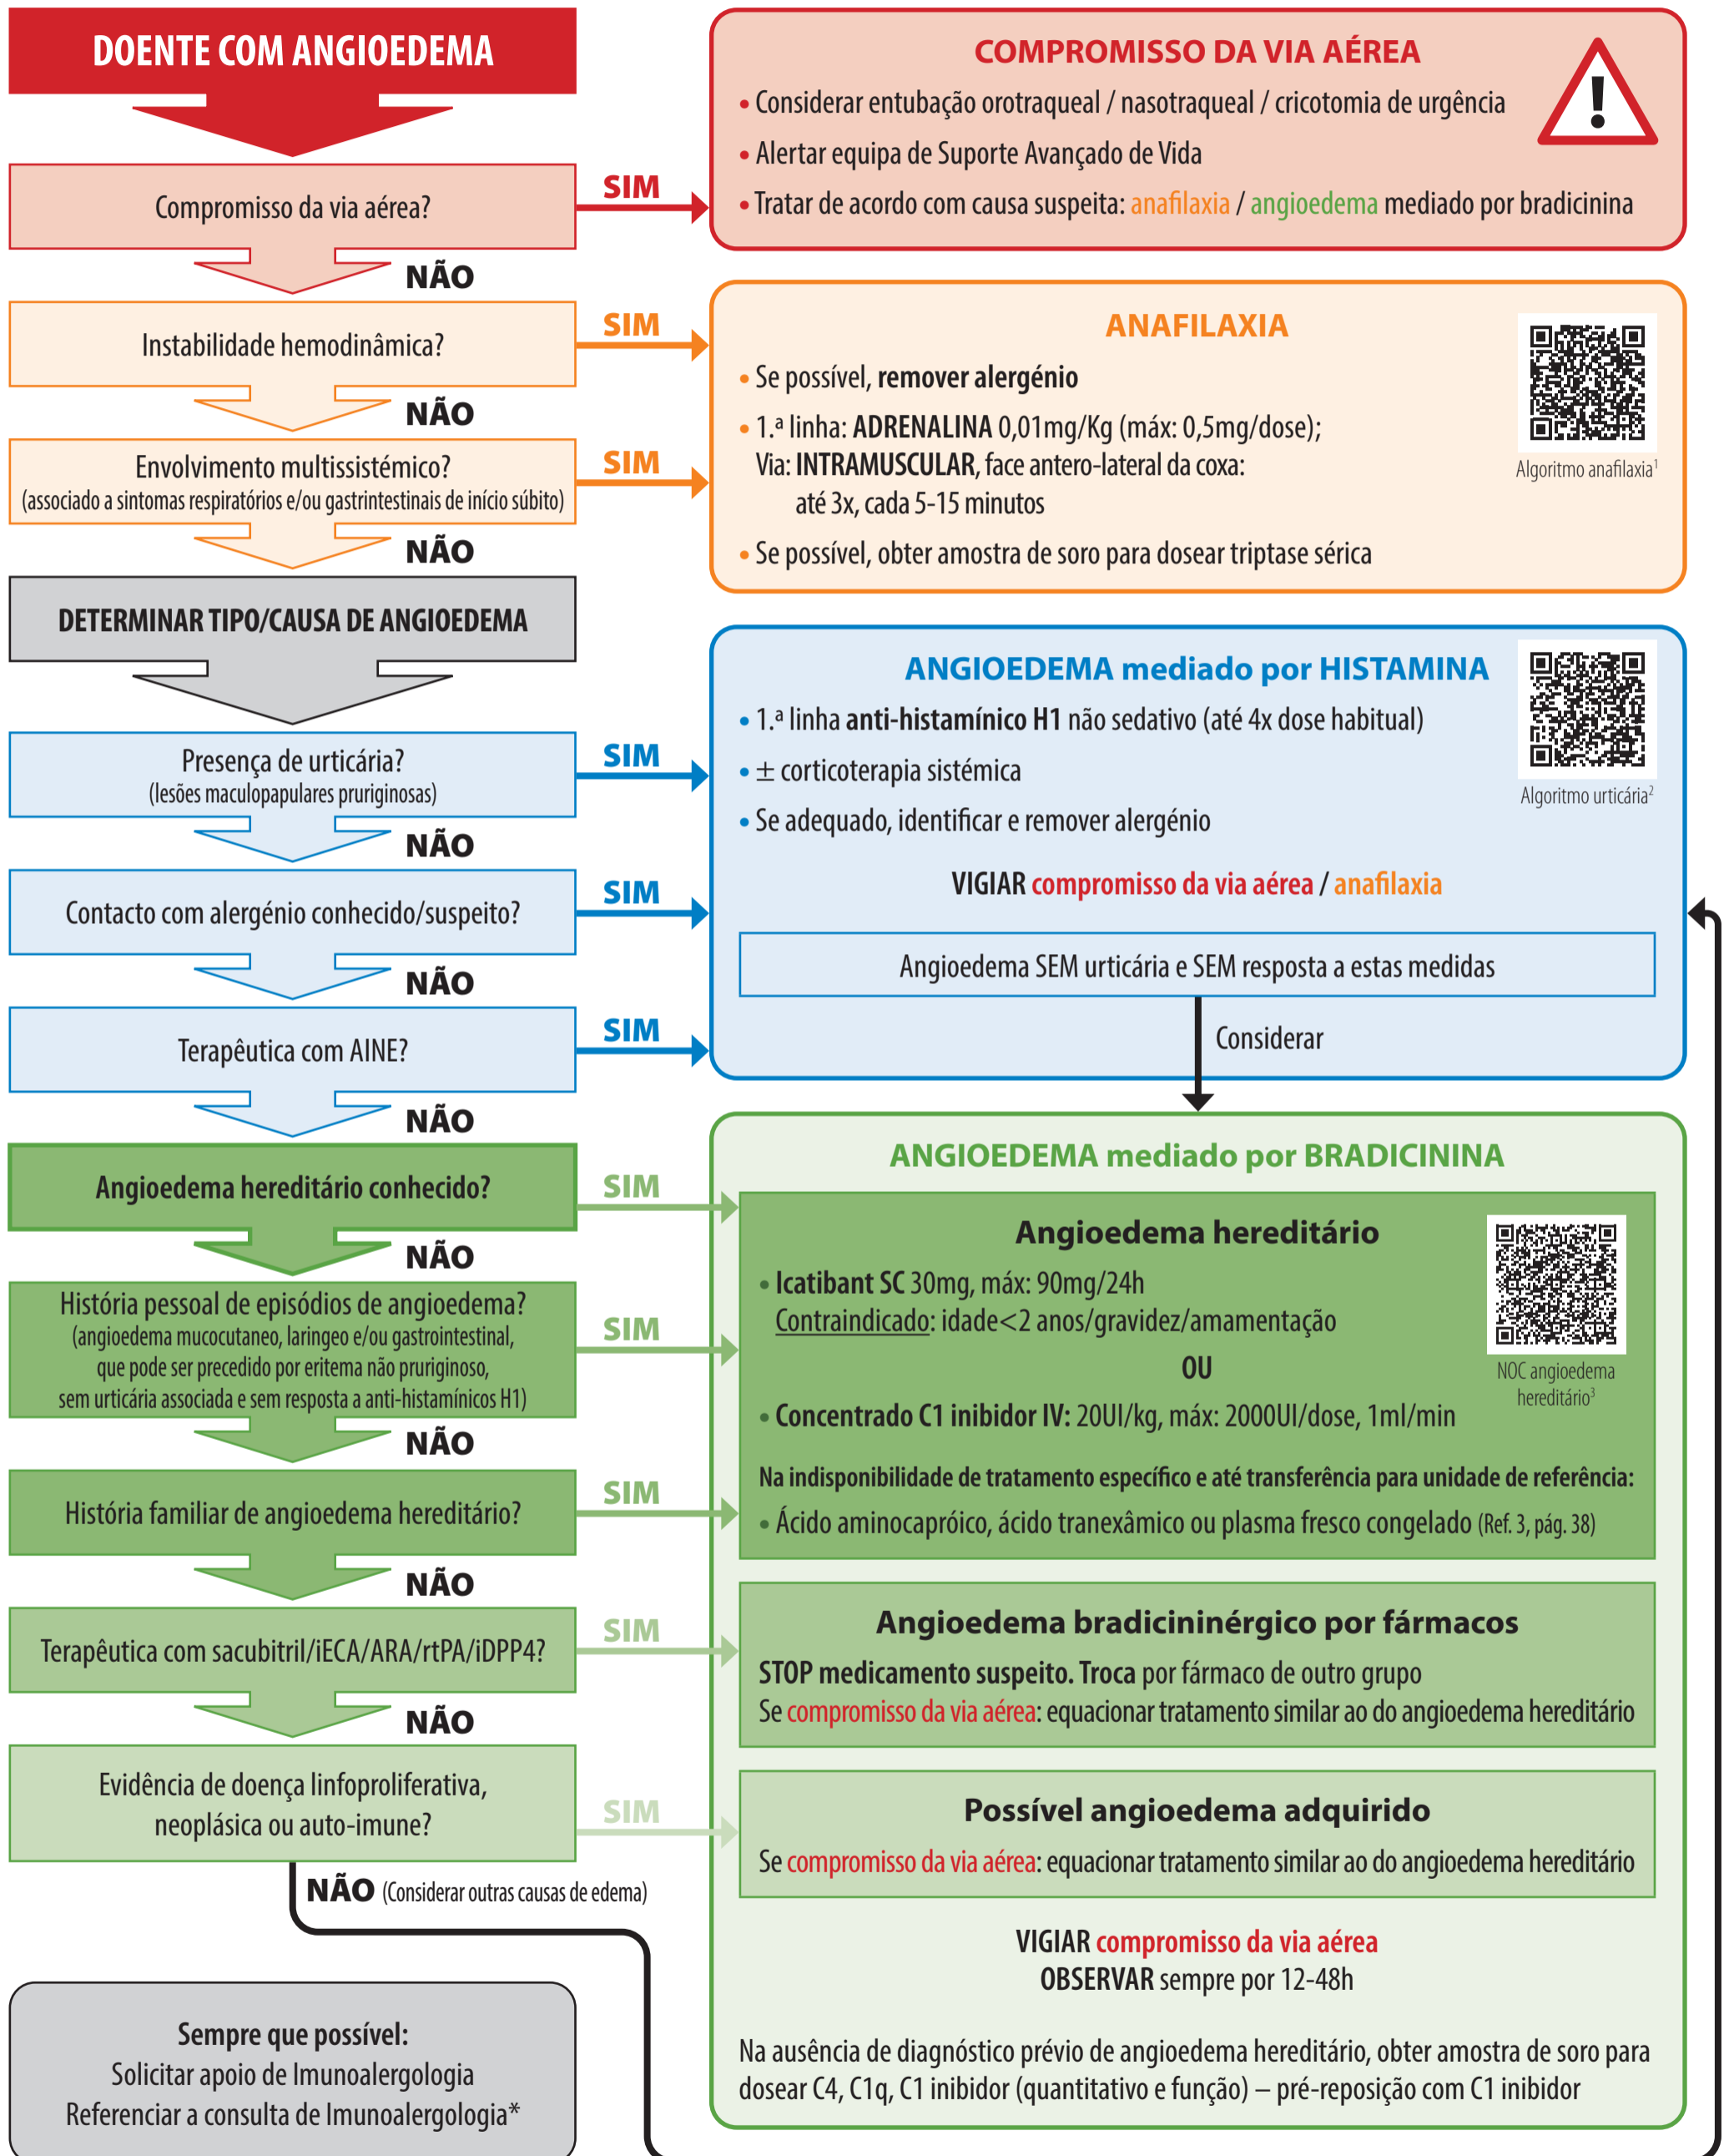 DOENTE COM ANGIOEDEMA
Compromisso da via aérea?
SIM
NÃO
COMPROMISSO DA VIA AÉREA
!
• Considerar entubação orotraqueal / nasotraqueal / cricotomia de urgência
• Alertar equipa de Suporte Avançado de Vida
• Tratar de acordo com causa suspeita: anafilaxia / angioedema mediado por bradicinina
Instabilidade hemodinâmica?
SIM
NÃO
Envolvimento multissistémico?
(associado a sintomas respiratórios e/ou gastrintestinais de início súbito)
SIM
NÃO
ANAFILAXIA
• Se possível, remover alergénio
• 1.ª linha: ADRENALINA 0,01mg/Kg (máx: 0,5mg/dose);
Via: INTRAMUSCULAR, face antero-lateral da coxa:
até 3x, cada 5-15 minutos
• Se possível, obter amostra de soro para dosear triptase sérica
Algoritmo anafilaxia¹
DETERMINAR TIPO/CAUSA DE ANGIOEDEMA
Presença de urticária?
(lesões maculopapulares pruriginosas)
SIM
NÃO
Contacto com alergénio conhecido/suspeito?
SIM
NÃO
Terapêutica com AINE?
SIM
NÃO
ANGIOEDEMA mediado por HISTAMINA
• 1.ª linha anti-histamínico H1 não sedativo (até 4x dose habitual)
• ± corticoterapia sistémica
• Se adequado, identificar e remover alergénio
Algoritmo urticária²
VIGIAR compromisso da via aérea / anafilaxia
Angioedema SEM urticária e SEM resposta a estas medidas
Considerar
Angioedema hereditário conhecido?
SIM
NÃO
História pessoal de episódios de angioedema?
(angioedema mucocutaneo, laringeo e/ou gastrointestinal,
que pode ser precedido por eritema não pruriginoso,
sem urticária associada e sem resposta a anti-histamínicos H1)
SIM
NÃO
História familiar de angioedema hereditário?
SIM
NÃO
Terapêutica com sacubitril/iECA/ARA/rtPA/iDPP4?
SIM
NÃO
Evidência de doença linfoproliferativa,
neoplásica ou auto-imune?
SIM
NÃO (Considerar outras causas de edema)
ANGIOEDEMA mediado por BRADICININA
Angioedema hereditário
• Icatibant SC 30mg, máx: 90mg/24h
Contraindicado: idade<2 anos/gravidez/amamentação
OU
• Concentrado C1 inibidor IV: 20UI/kg, máx: 2000UI/dose, 1ml/min
NOC angioedema
hereditário³
Na indisponibilidade de tratamento específico e até transferência para unidade de referência:
• Ácido aminocapróico, ácido tranexâmico ou plasma fresco congelado (Ref. 3, pág. 38)
Angioedema bradicininérgico por fármacos
STOP medicamento suspeito. Troca por fármaco de outro grupo
Se compromisso da via aérea: equacionar tratamento similar ao do angioedema hereditário
Possível angioedema adquirido
Se compromisso da via aérea: equacionar tratamento similar ao do angioedema hereditário
VIGIAR compromisso da via aérea
OBSERVAR sempre por 12-48h
Na ausência de diagnóstico prévio de angioedema hereditário, obter amostra de soro para
dosear C4, C1q, C1 inibidor (quantitativo e função) – pré-reposição com C1 inibidor
Sempre que possível:
Solicitar apoio de Imunoalergologia
Referenciar a consulta de Imunoalergologia*